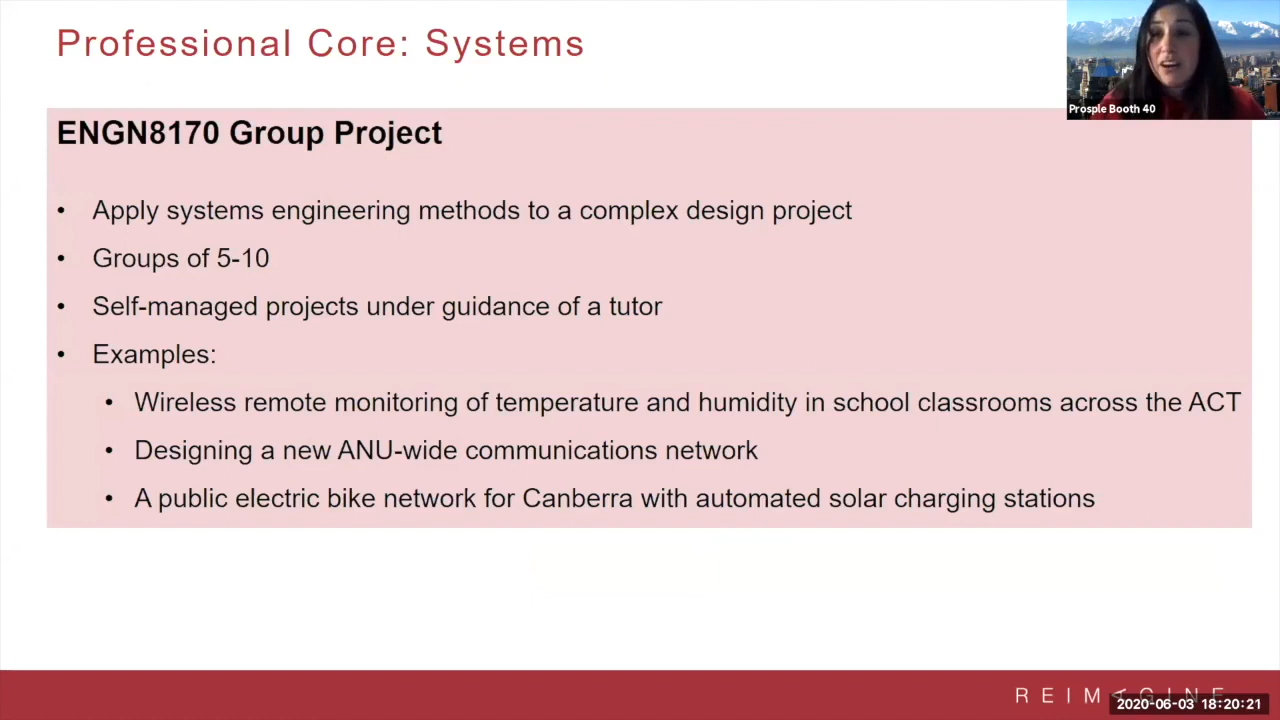 Professional Core: Systems
Prosple Booth 40
ENGN8170 Group Project
• Apply systems engineering methods to a complex design project
• Groups of 5-10
• Self-managed projects under guidance of a tutor
• Examples:
• Wireless remote monitoring of temperature and humidity in school classrooms across the ACT
• Designing a new ANU-wide communications network
• A public electric bike network for Canberra with automated solar charging stations
REIMAGINE
2020-06-03 18:20:21